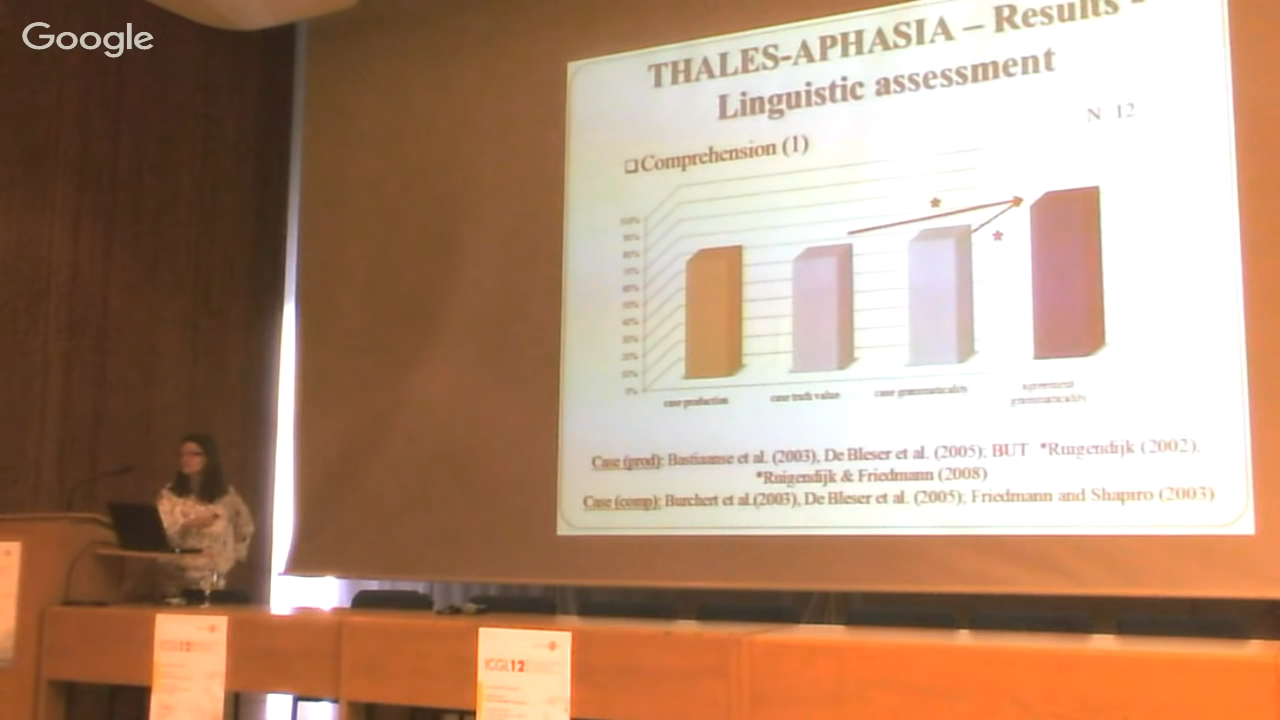 Google
THALES-APHASIA – Results -
Linguistic assessment
N 12
❑Comprehension (1)
100%
90%
80%
70%
60%
50%
40%
30%
20%
10%
0%
case production
case truth value
case grammaticality
agreement
grammaticality
Case (prod): Bastiaanse et al. (2003), De Bleser et al. (2005); BUT *Ruigendijk (2002),
*Ruigendijk & Friedmann (2008)
Case (comp): Burchert et al.(2003), De Bleser et al. (2005); Friedmann and Shapiro (2003)
ICGL12
ICGL12